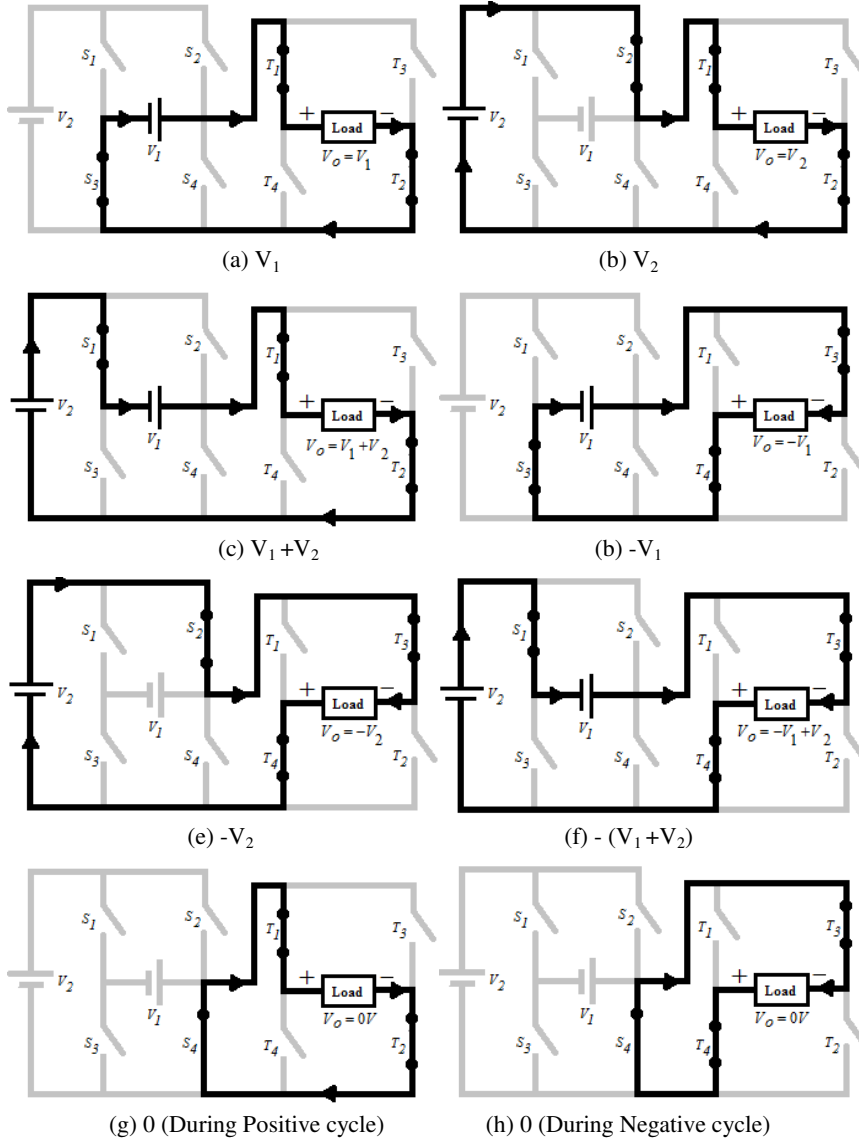 S1 S2 T1 T3
V2 V1 + Load −
Vo = V1
S3 S4 T4 T2
(a) V1
S1 S2 T1 T3
V2 V1 + Load −
Vo = V2
S3 S4 T4 T2
(b) V2
S1 S2 T1 T3
V2 V1 + Load −
Vo = V1 + V2
S3 S4 T4 T2
(c) V1 +V2
S1 S2 T1 T3
V2 V1 + Load −
Vo = −V1
S3 S4 T4 T2
(b) -V1
S1 S2 T1 T3
V2 V1 + Load −
Vo = −V2
S3 S4 T4 T2
(e) -V2
S1 S2 T1 T3
V2 V1 + Load −
Vo = −V1 + V2
S3 S4 T4 T2
(f) - (V1 +V2)
S1 S2 T1 T3
V2 V1 + Load −
Vo = 0V
S3 S4 T4 T2
(g) 0 (During Positive cycle)
S1 S2 T1 T3
V2 V1 + Load −
Vo = 0V
S3 S4 T4 T2
(h) 0 (During Negative cycle)